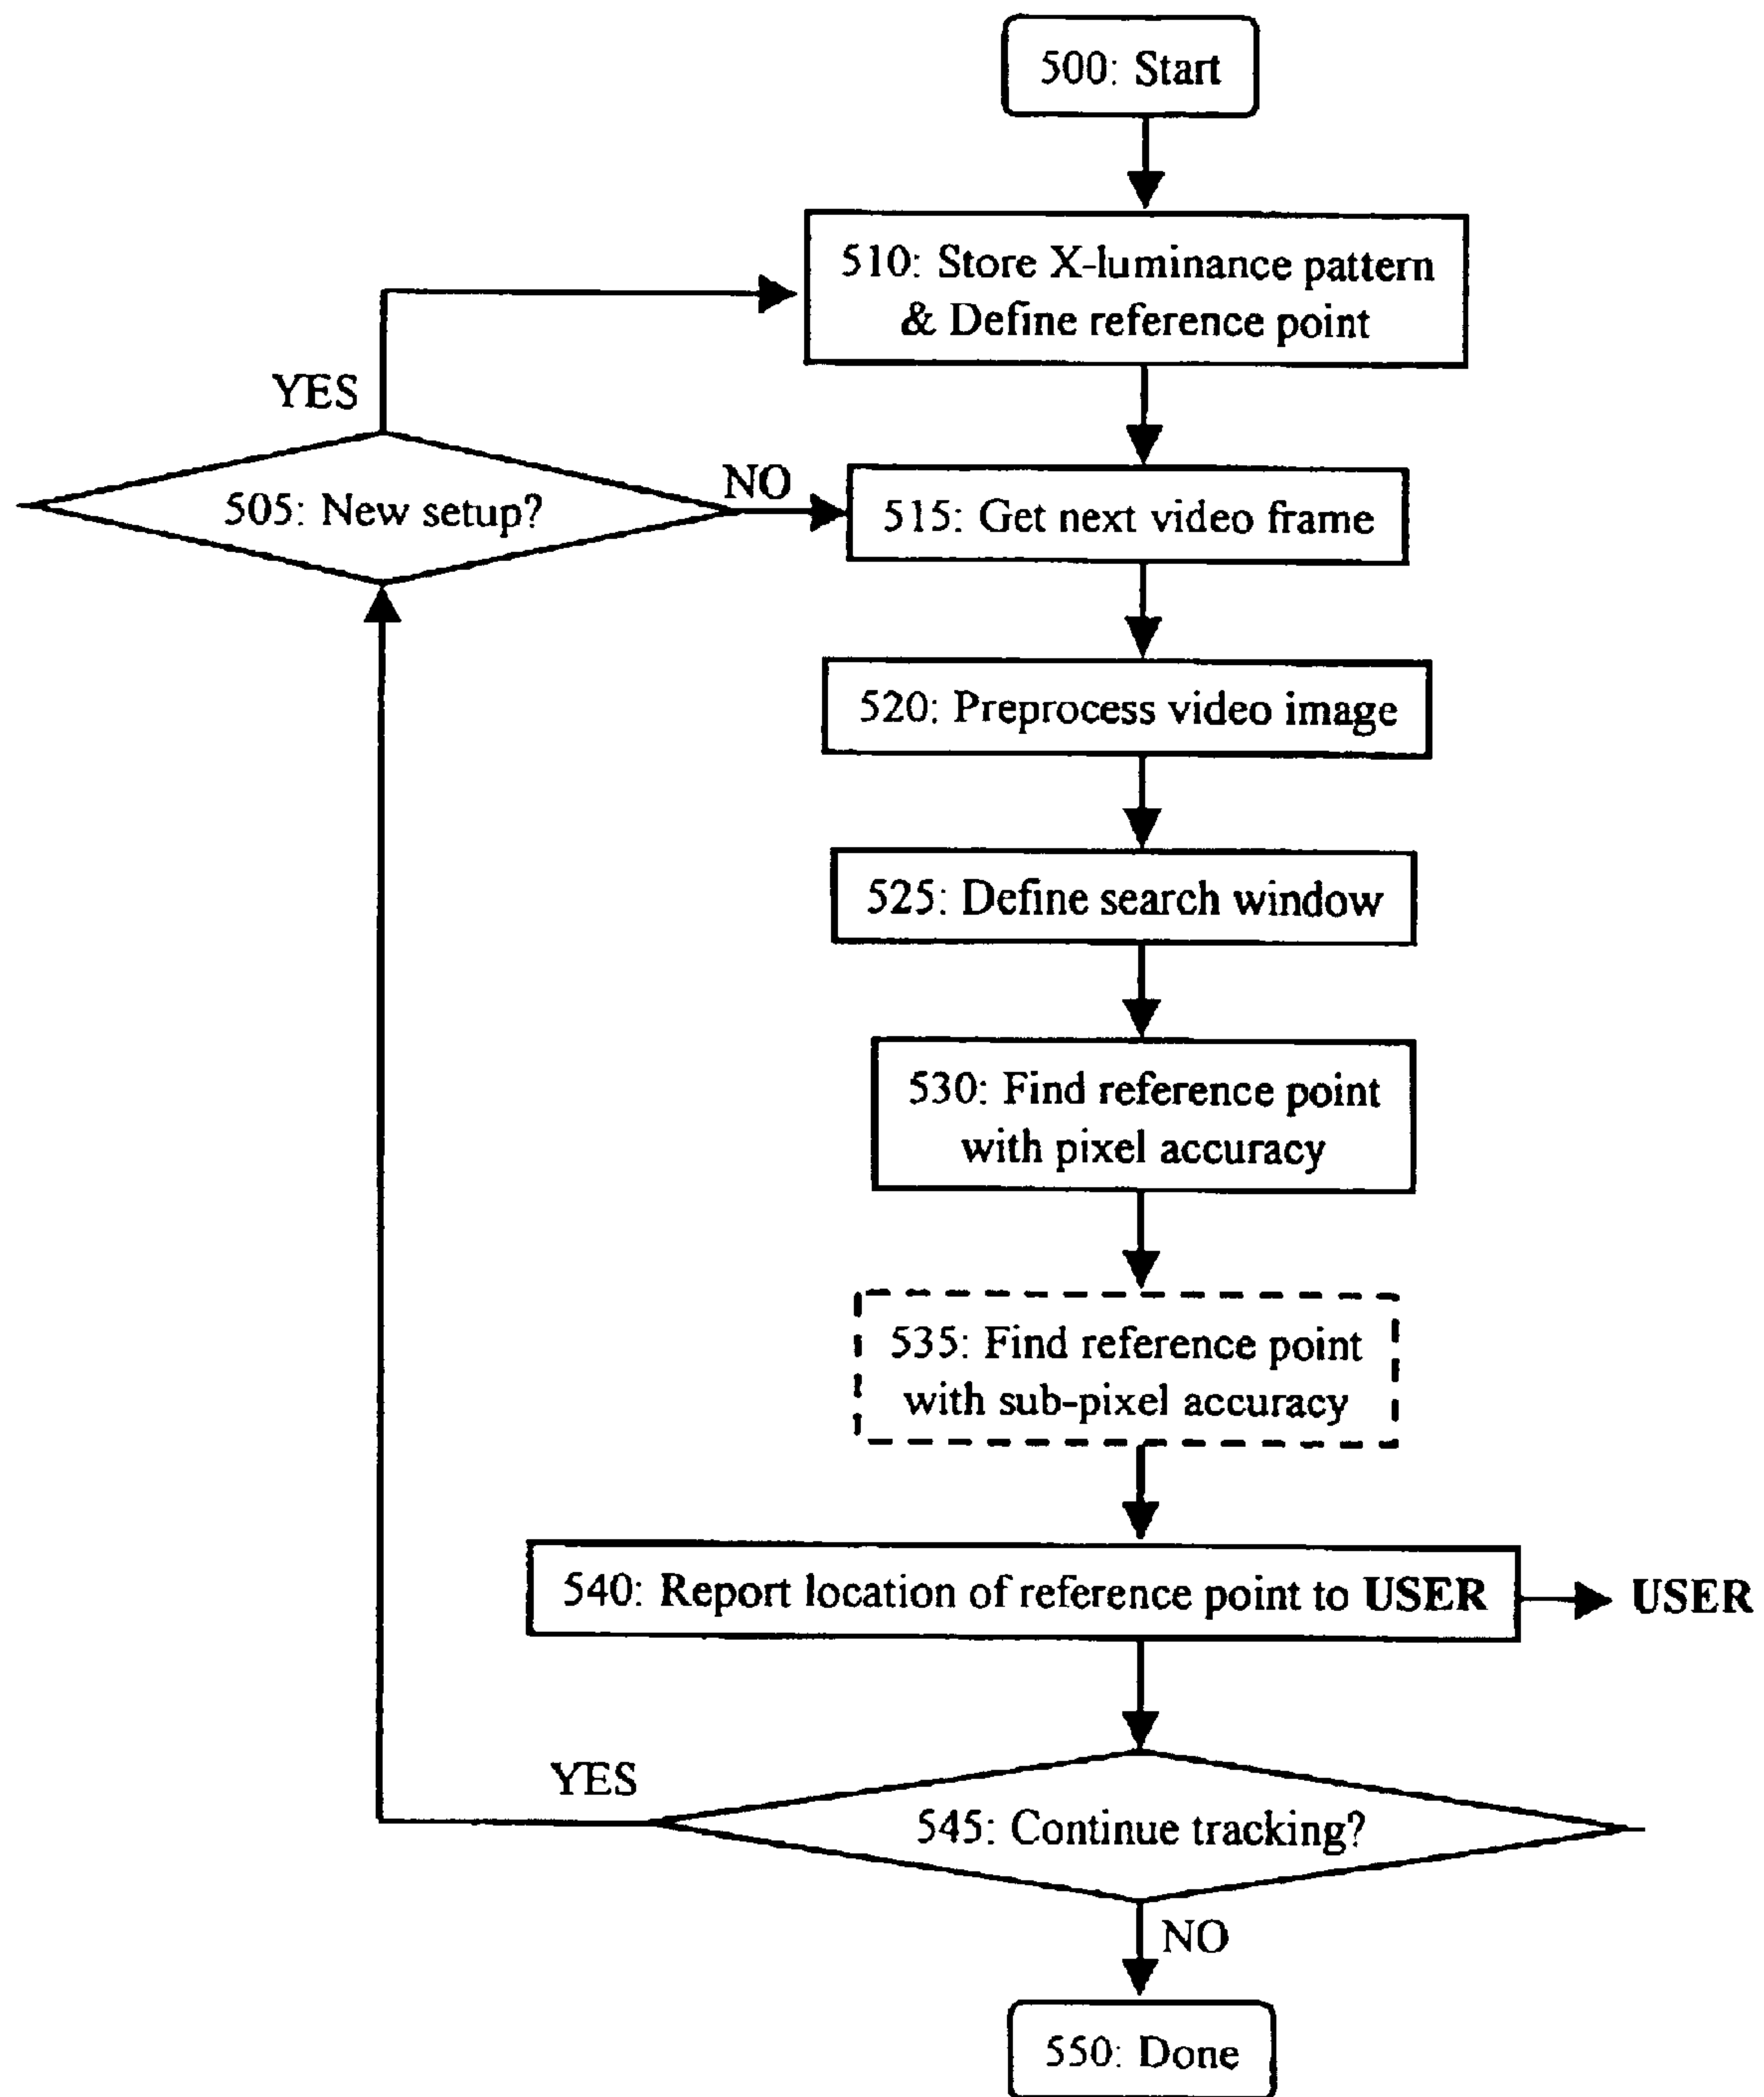 500: Start
510: Store X-luminance pattern
& Define reference point
YES
505: New setup?
NO
515: Get next video frame
520: Preprocess video image
525: Define search window
530: Find reference point
with pixel accuracy
535: Find reference point
with sub-pixel accuracy
540: Report location of reference point to USER
USER
YES
545: Continue tracking?
NO
550: Done